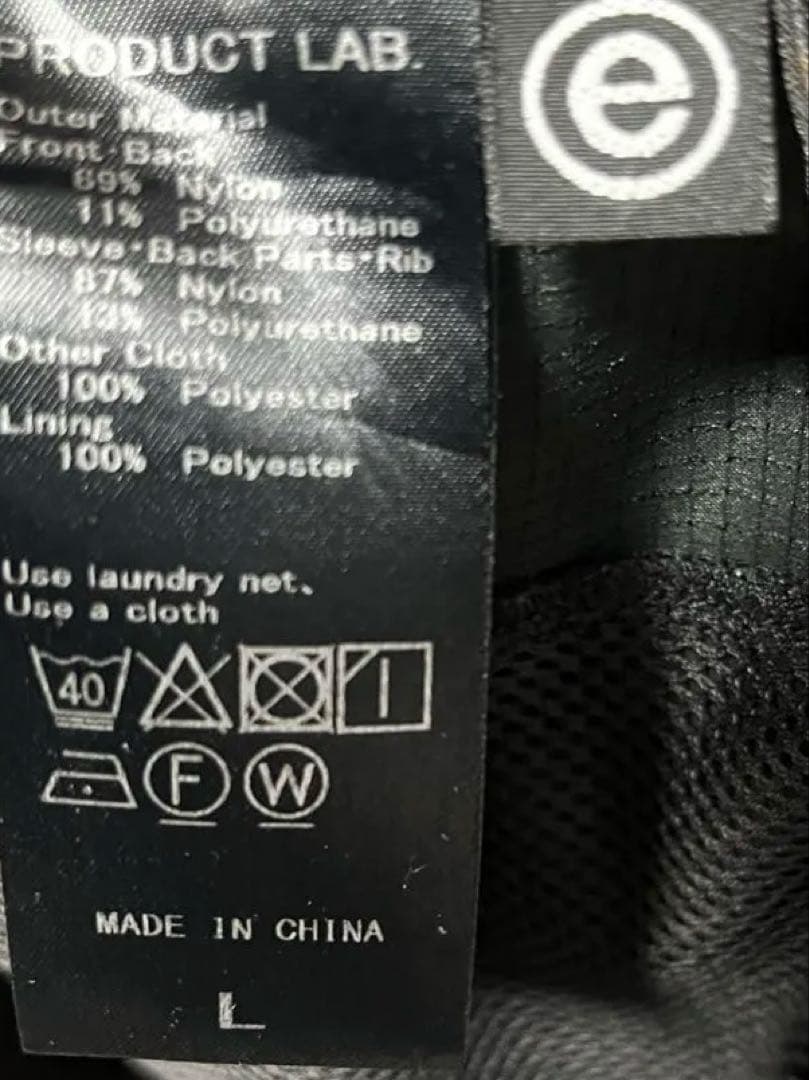 PRODUCT LAB.
e
Outer Material
Front·Back
89% Nylon
11% Polyurethane
Sleeve·Back Parts·Rib
87% Nylon
13% Polyurethane
Other Cloth
100% Polyester
Lining
100% Polyester
Use laundry net.
Use a cloth
40
F W
MADE IN CHINA
L